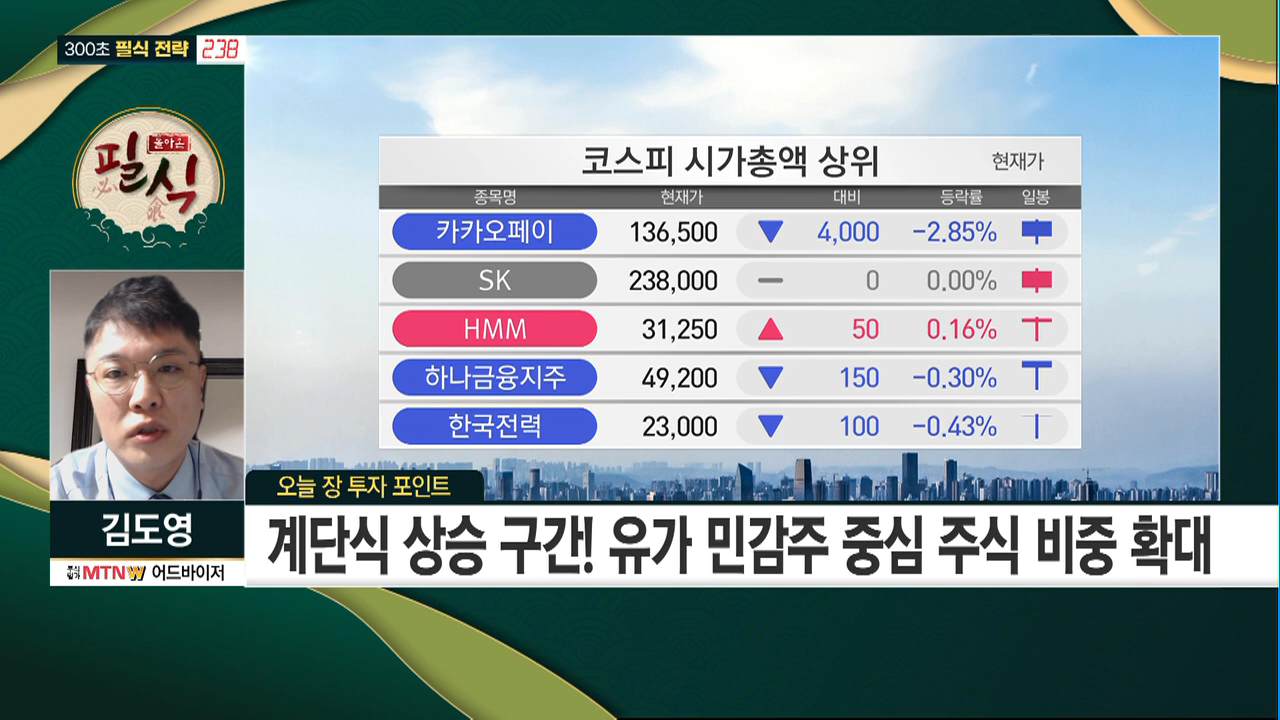 300초 필식 전략 238
돌아온
필식
必食
코스피 시가총액 상위 현재가
종목명 현재가 대비 등락률 일봉
카카오페이 136,500 ▼ 4,000 -2.85%
SK 238,000 － 0 0.00%
HMM 31,250 ▲ 50 0.16%
하나금융지주 49,200 ▼ 150 -0.30%
한국전력 23,000 ▼ 100 -0.43%
오늘 장 투자 포인트
계단식 상승 구간! 유가 민감주 중심 주식 비중 확대
김도영
MTNW 어드바이저